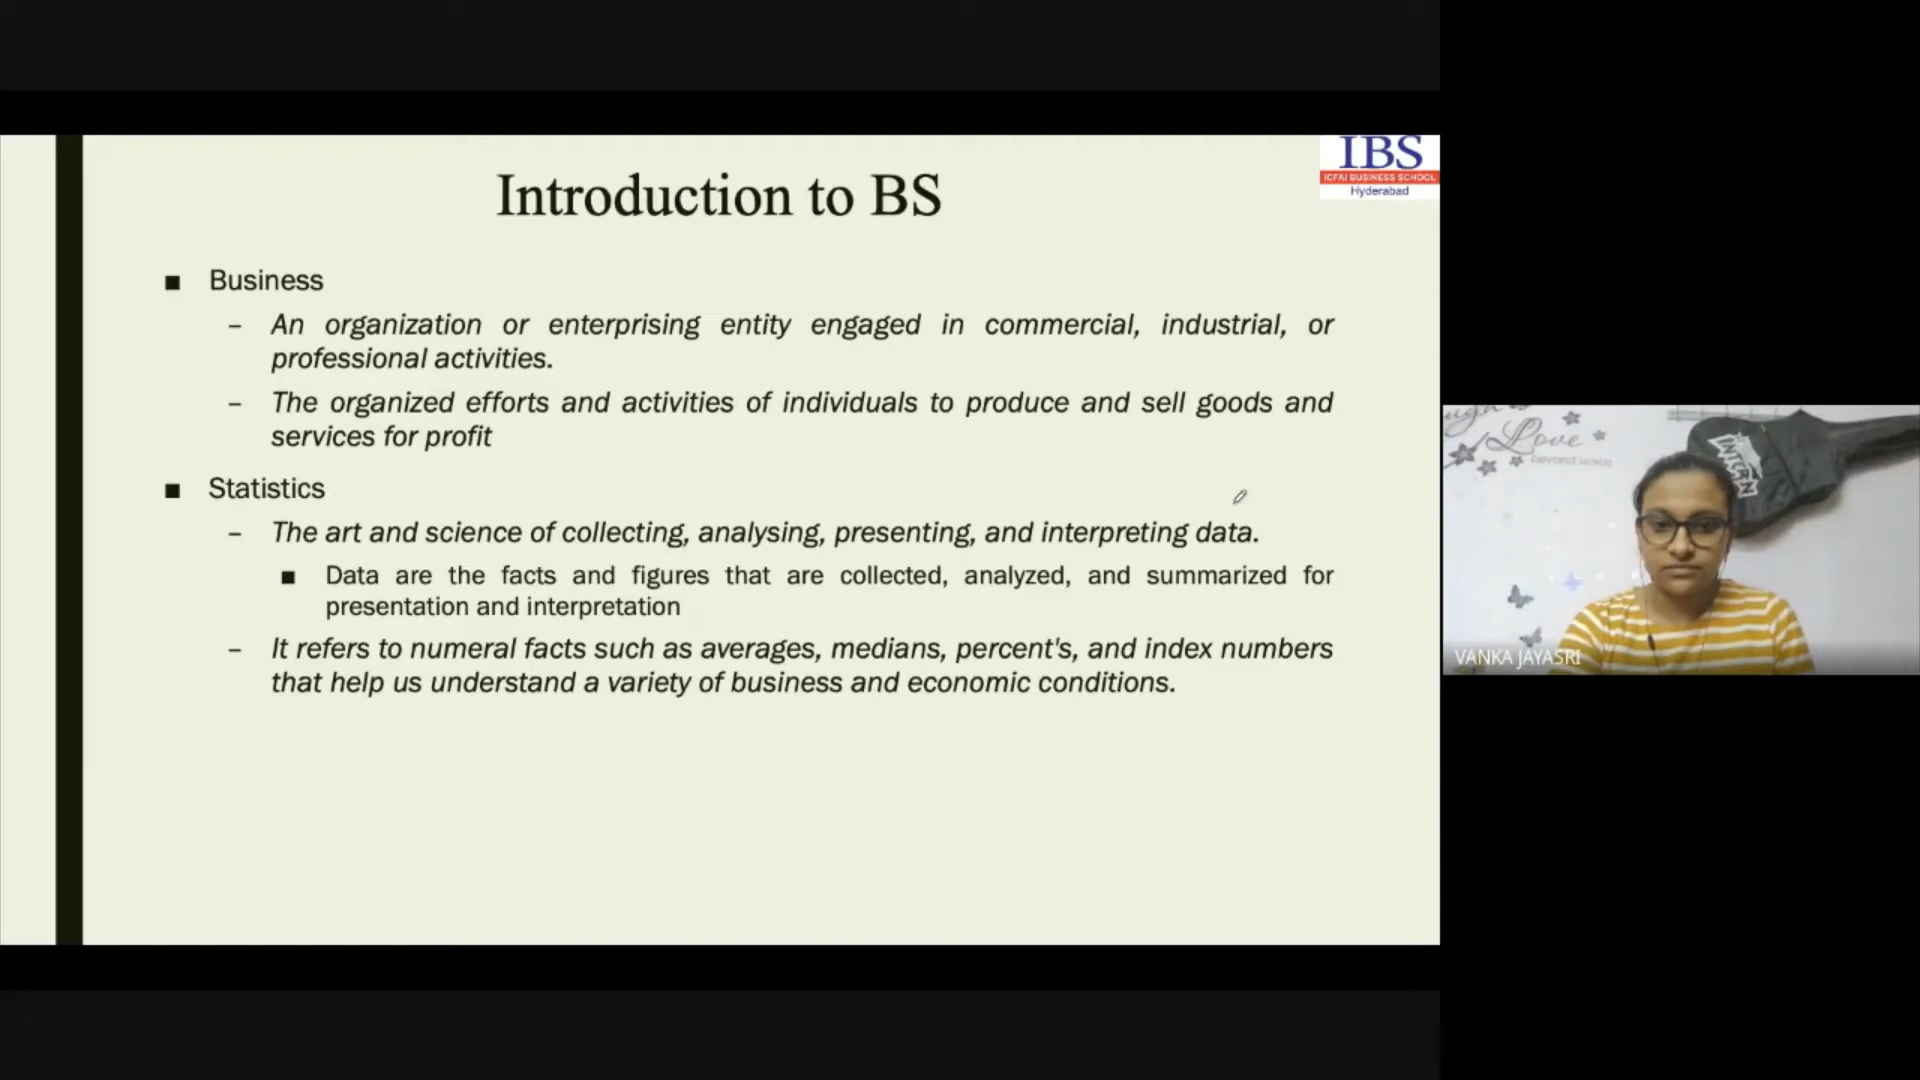 Introduction to BS
IBS
ICFAI BUSINESS SCHOOL
Hyderabad
■ Business
– An organization or enterprising entity engaged in commercial, industrial, or
professional activities.
– The organized efforts and activities of individuals to produce and sell goods and
services for profit
■ Statistics
– The art and science of collecting, analysing, presenting, and interpreting data.
■ Data are the facts and figures that are collected, analyzed, and summarized for
presentation and interpretation
– It refers to numeral facts such as averages, medians, percent's, and index numbers
that help us understand a variety of business and economic conditions.
Love
INTERN
VANKA JAYASRI